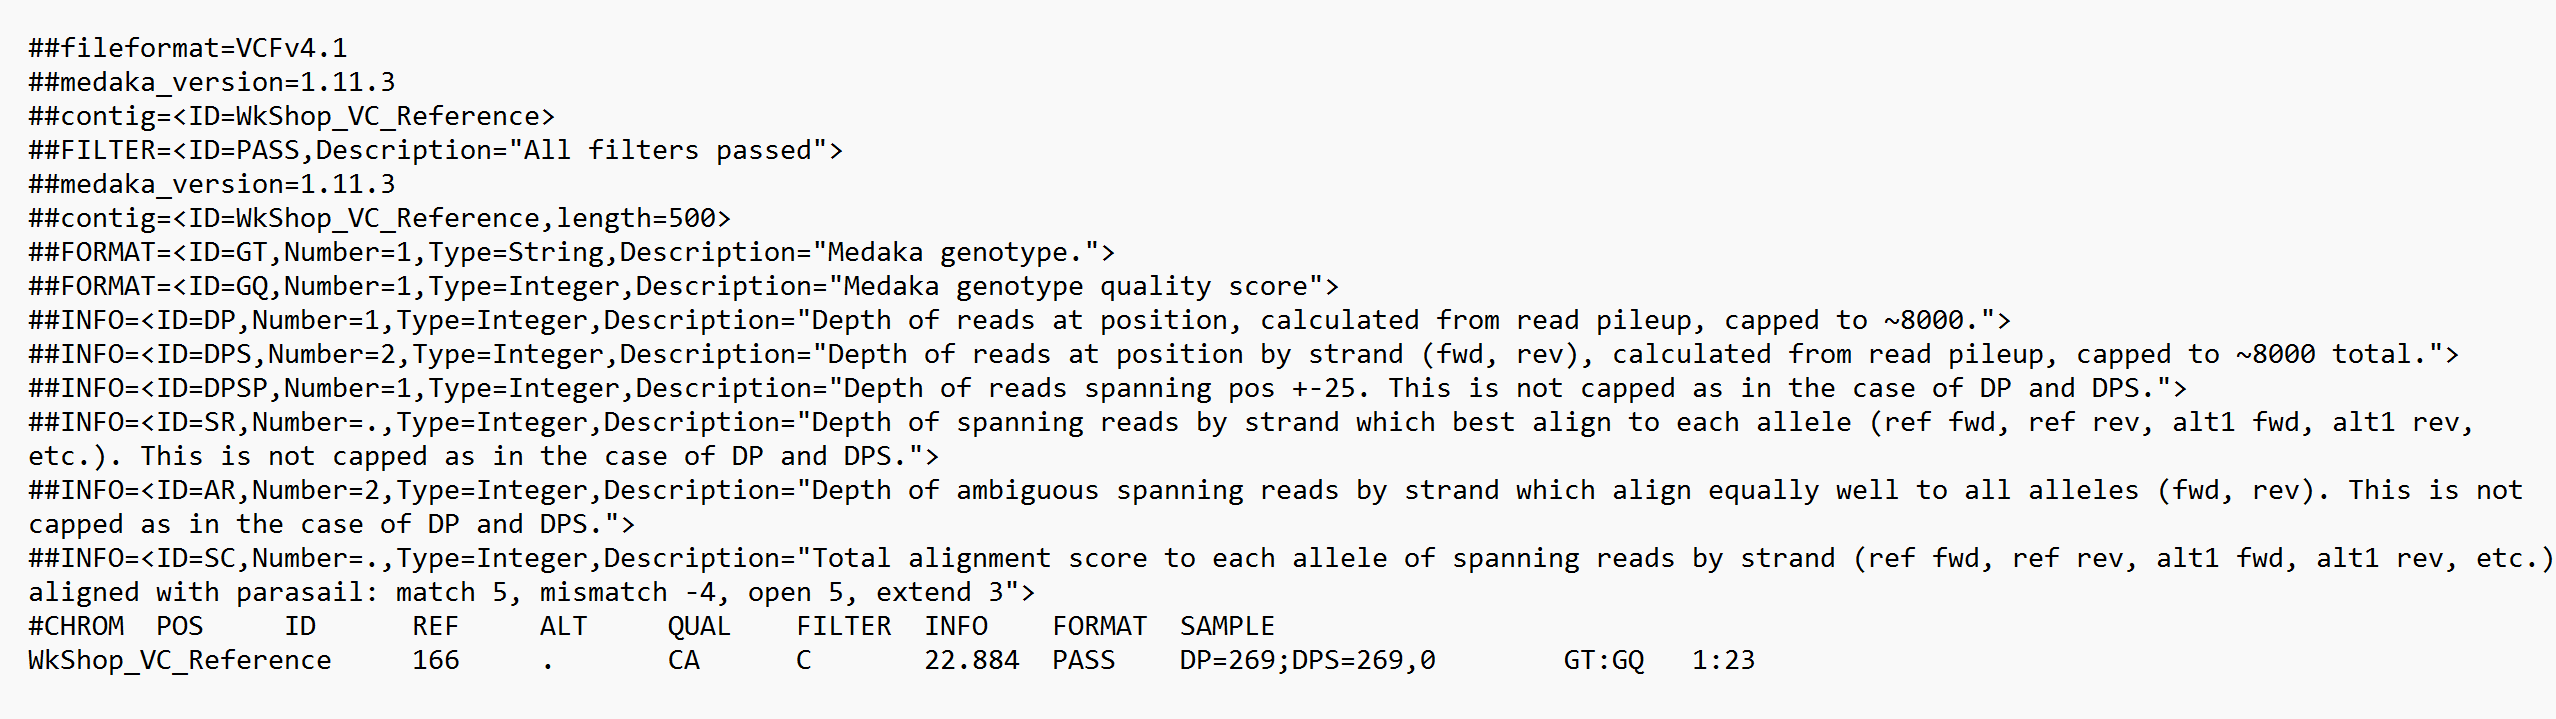 ##fileformat=VCFv4.1
##medaka_version=1.11.3
##contig=<ID=WkShop_VC_Reference>
##FILTER=<ID=PASS,Description="All filters passed">
##medaka_version=1.11.3
##contig=<ID=WkShop_VC_Reference,length=500>
##FORMAT=<ID=GT,Number=1,Type=String,Description="Medaka genotype.">
##FORMAT=<ID=GQ,Number=1,Type=Integer,Description="Medaka genotype quality score">
##INFO=<ID=DP,Number=1,Type=Integer,Description="Depth of reads at position, calculated from read pileup, capped to ~8000.">
##INFO=<ID=DPS,Number=2,Type=Integer,Description="Depth of reads at position by strand (fwd, rev), calculated from read pileup, capped to ~8000 total.">
##INFO=<ID=DPSP,Number=1,Type=Integer,Description="Depth of reads spanning pos +-25. This is not capped as in the case of DP and DPS.">
##INFO=<ID=SR,Number=.,Type=Integer,Description="Depth of spanning reads by strand which best align to each allele (ref fwd, ref rev, alt1 fwd, alt1 rev,
etc.). This is not capped as in the case of DP and DPS.">
##INFO=<ID=AR,Number=2,Type=Integer,Description="Depth of ambiguous spanning reads by strand which align equally well to all alleles (fwd, rev). This is not
capped as in the case of DP and DPS.">
##INFO=<ID=SC,Number=.,Type=Integer,Description="Total alignment score to each allele of spanning reads by strand (ref fwd, ref rev, alt1 fwd, alt1 rev, etc.)
aligned with parasail: match 5, mismatch -4, open 5, extend 3">
#CHROM POS ID REF ALT QUAL FILTER INFO FORMAT SAMPLE
WkShop_VC_Reference 166 . CA C 22.884 PASS DP=269;DPS=269,0 GT:GQ 1:23